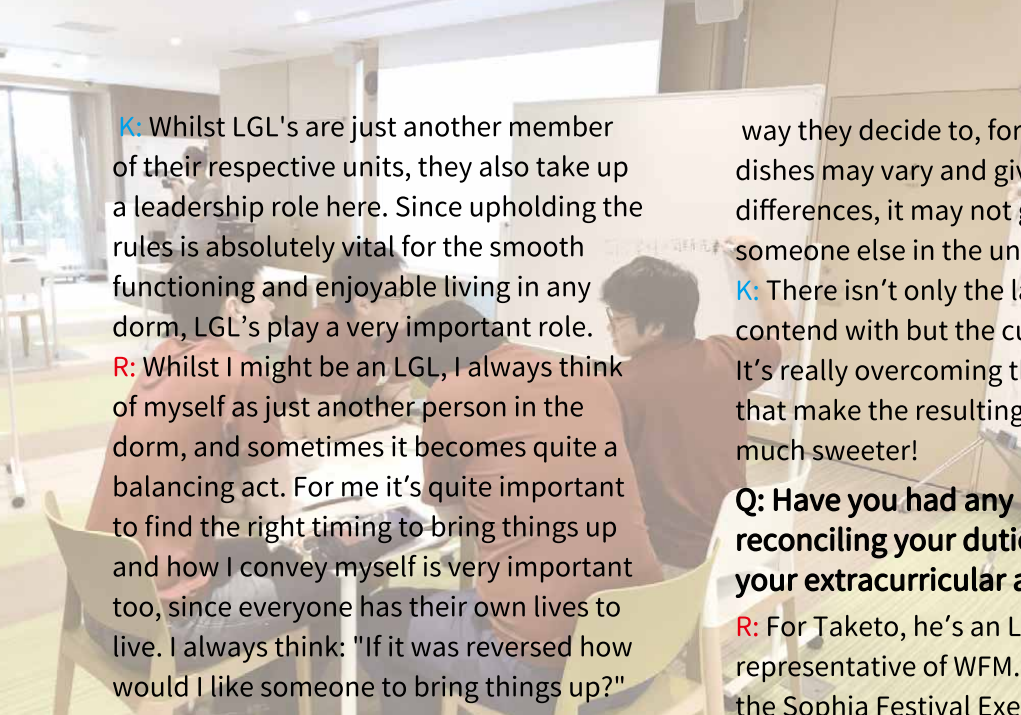 K: Whilst LGL's are just another member
of their respective units, they also take up
a leadership role here. Since upholding the
rules is absolutely vital for the smooth
functioning and enjoyable living in any
dorm, LGL’s play a very important role.
R: Whilst I might be an LGL, I always think
of myself as just another person in the
dorm, and sometimes it becomes quite a
balancing act. For me it’s quite important
to find the right timing to bring things up
and how I convey myself is very important
too, since everyone has their own lives to
live. I always think: "If it was reversed how
would I like someone to bring things up?"
way they decide to, for
dishes may vary and
differences, it may not
someone else in the
K: There isn’t only the
contend with but the
It’s really overcoming
that make the resulting
much sweeter!
Q: Have you had any
reconciling your
your extracurricular
R: For Taketo, he’s an
representative of WFM.
the Sophia Festival